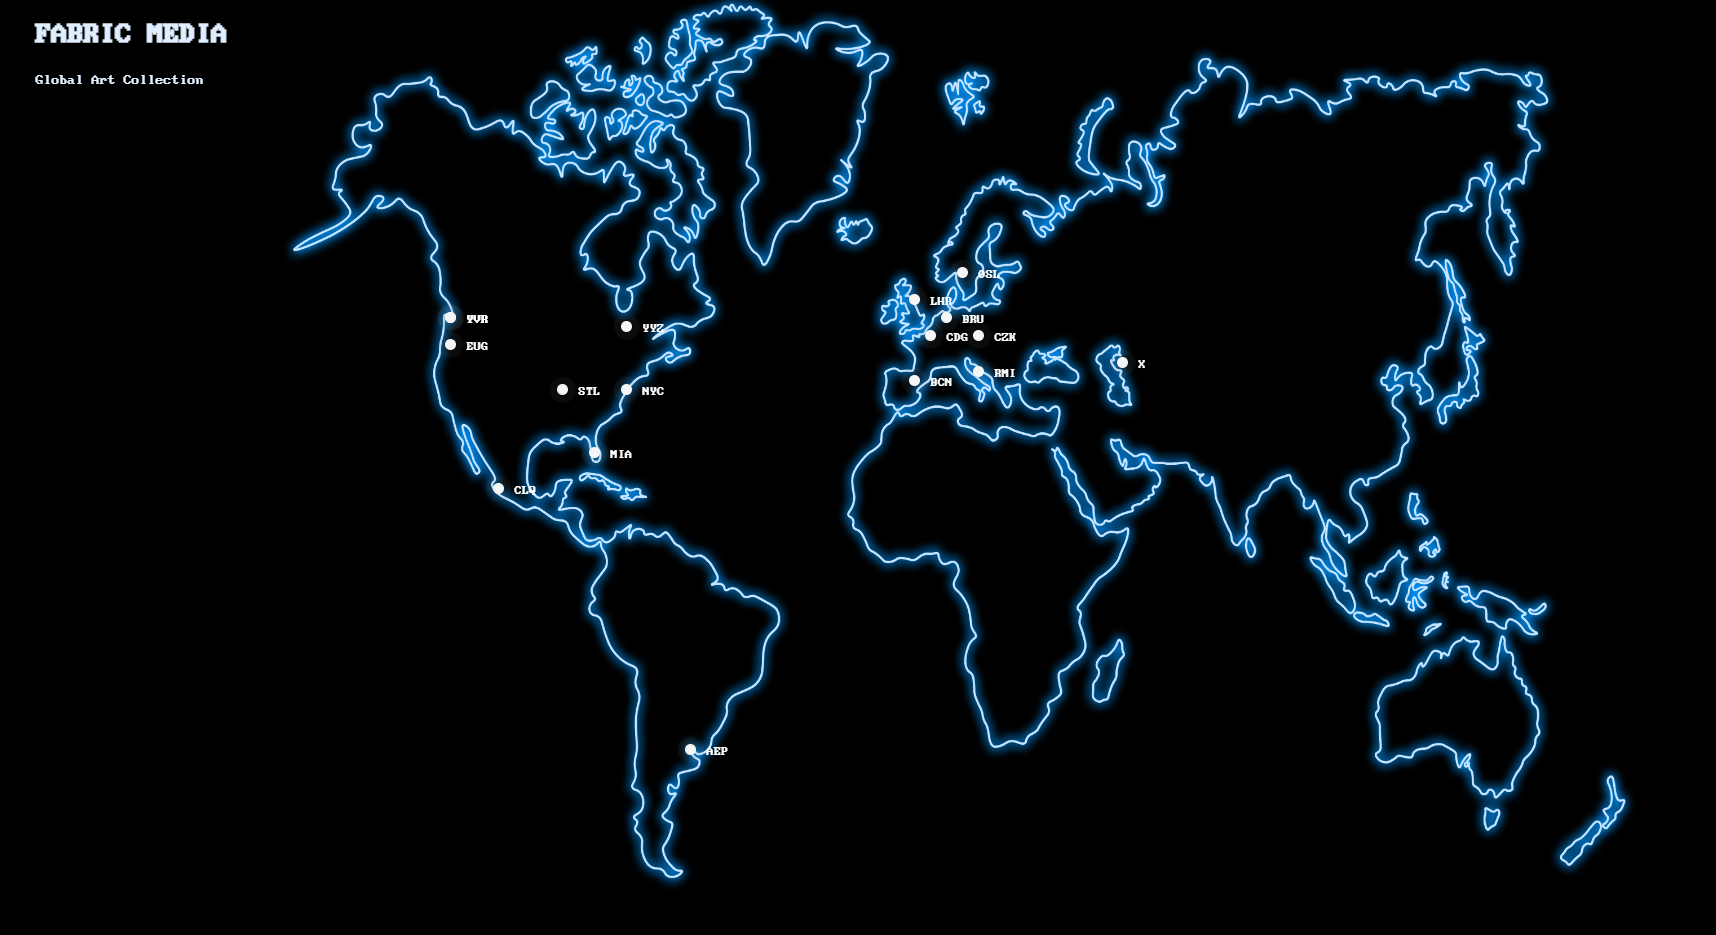 FABRIC MEDIA
Global Art Collection
OSL
LHR
YVR
BRU
YYZ
CDG
CZK
EUG
X
RMI
BCN
STL
NYC
MIA
CLQ
AEP